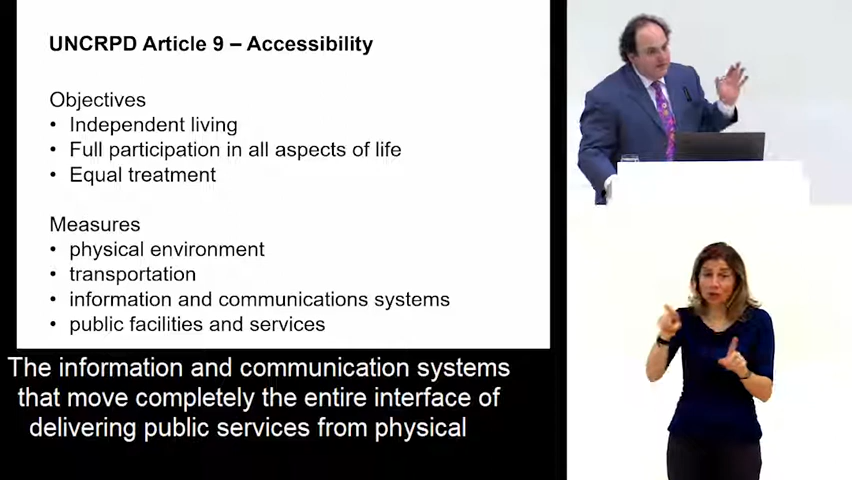 UNCRPD Article 9 – Accessibility
Objectives
• Independent living
• Full participation in all aspects of life
• Equal treatment
Measures
• physical environment
• transportation
• information and communications systems
• public facilities and services
The information and communication systems
that move completely the entire interface of
delivering public services from physical